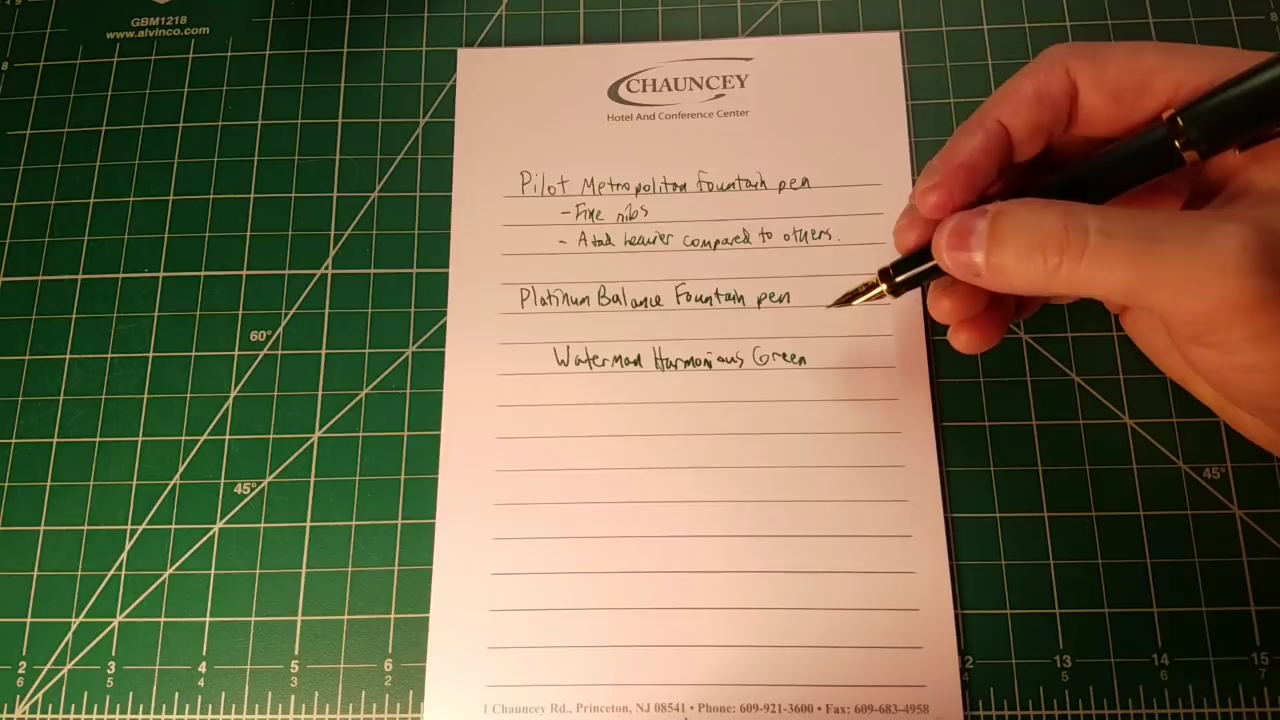 GBM1218
www.alvinco.com
8
8
CHAUNCEY
Hotel And Conference Center
Pilot Metropolitan Fountain pen
- Fine nibs
- A tad heavier compared to others.
Platinum Balance Fountain pen
60°
Waterman Harmonious Green
45°
45°
2 3 4 5 6 12 13 14 15
6 5 4 3 2 4 5 6 7
1 Chauncey Rd., Princeton, NJ 08541 • Phone: 609-921-3600 • Fax: 609-683-4958